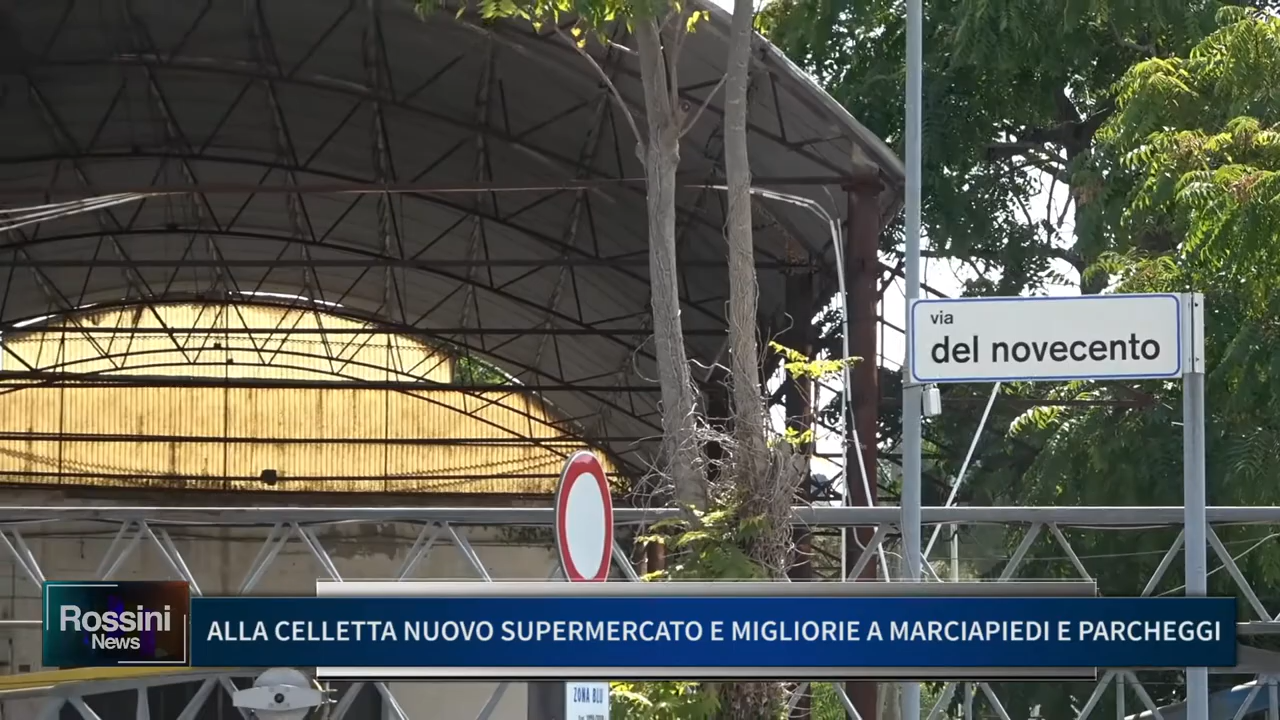 via
del novecento
Rossini
News
ALLA CELLETTA NUOVO SUPERMERCATO E MIGLIORIE A MARCIAPIEDI E PARCHEGGI
ZONA BLU